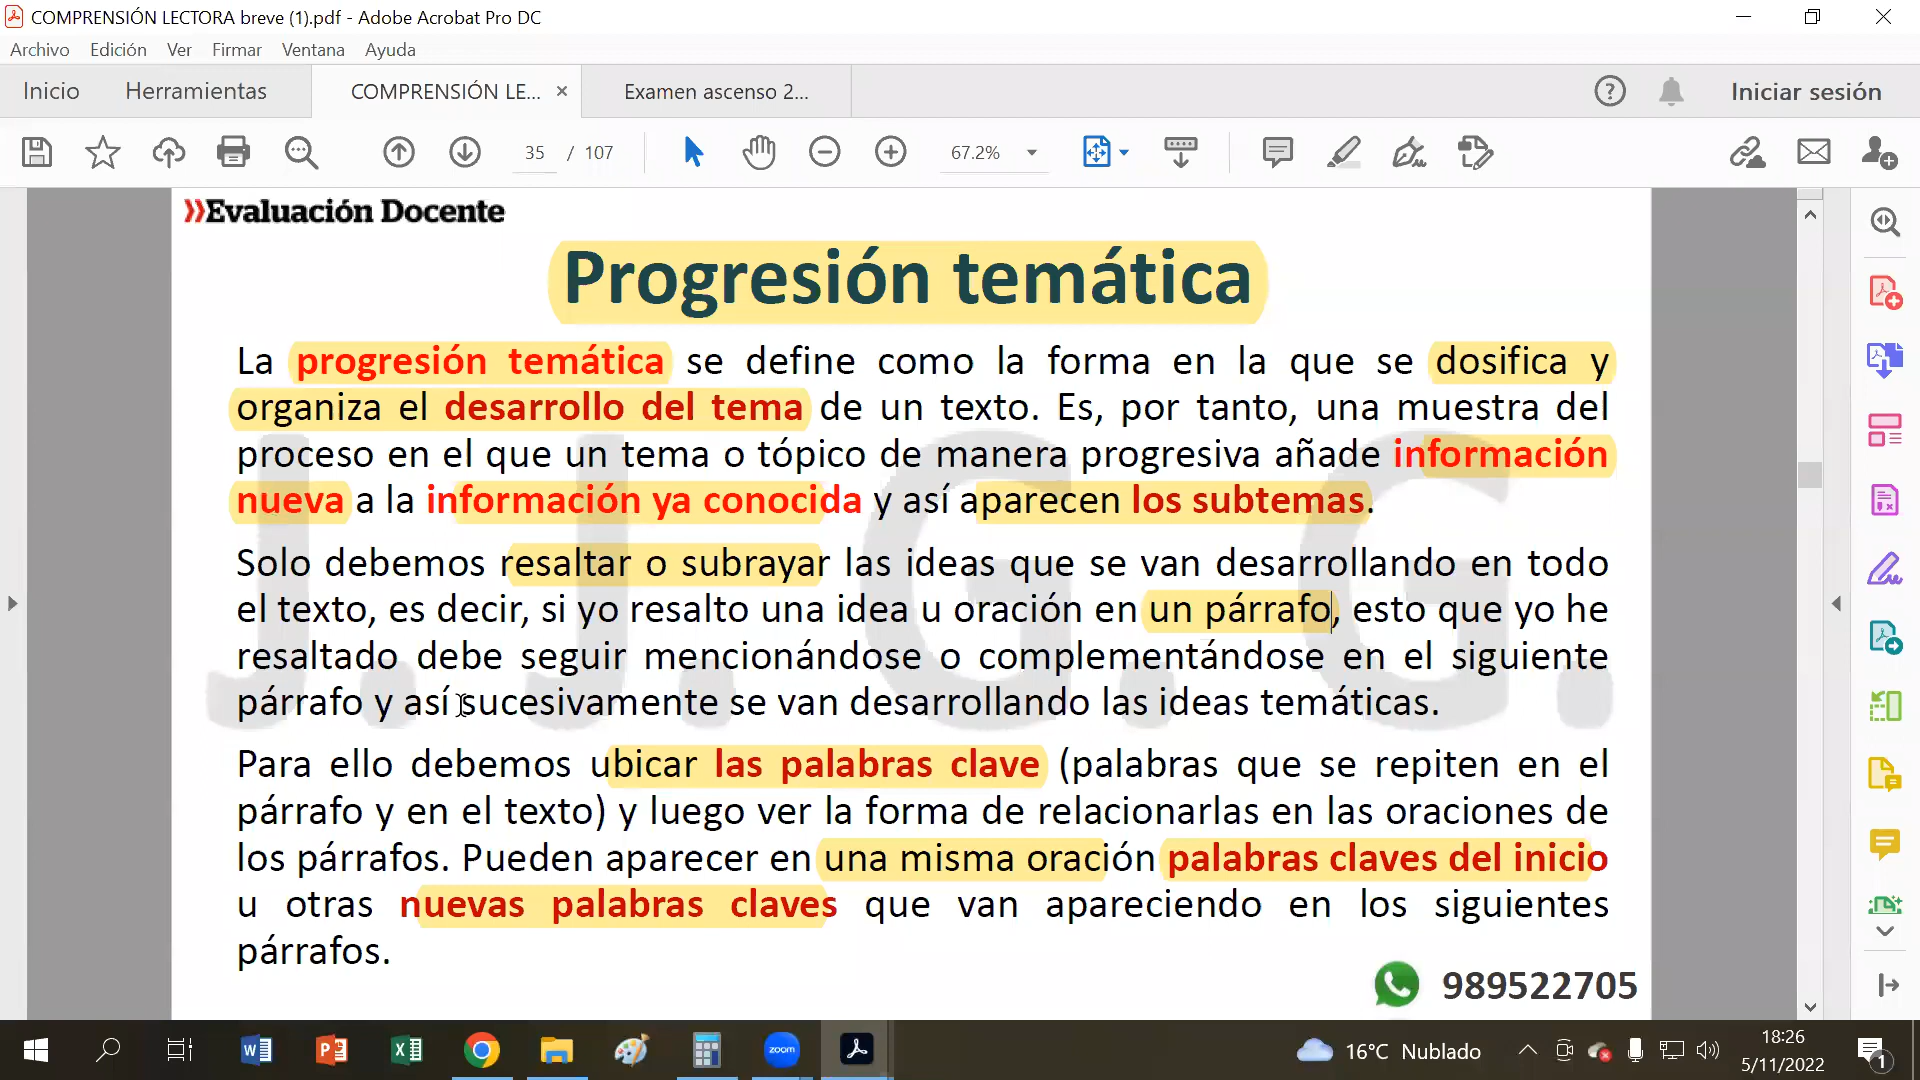 COMPRENSIÓN LECTORA breve (1).pdf - Adobe Acrobat Pro DC
Archivo Edición Ver Firmar Ventana Ayuda
Inicio Herramientas COMPRENSIÓN LE... × Examen ascenso 2... Iniciar sesión
35 / 107 67.2%
Evaluación Docente
Progresión temática
La progresión temática se define como la forma en la que se dosifica y
organiza el desarrollo del tema de un texto. Es, por tanto, una muestra del
proceso en el que un tema o tópico de manera progresiva añade información
nueva a la información ya conocida y así aparecen los subtemas.
Solo debemos resaltar o subrayar las ideas que se van desarrollando en todo
el texto, es decir, si yo resalto una idea u oración en un párrafo, esto que yo he
resaltado debe seguir mencionándose o complementándose en el siguiente
párrafo y así sucesivamente se van desarrollando las ideas temáticas.
Para ello debemos ubicar las palabras clave (palabras que se repiten en el
párrafo y en el texto) y luego ver la forma de relacionarlas en las oraciones de
los párrafos. Pueden aparecer en una misma oración palabras claves del inicio
u otras nuevas palabras claves que van apareciendo en los siguientes
párrafos.
J. J. G. G.
989522705
zoom
16°C Nublado
18:26
5/11/2022
1